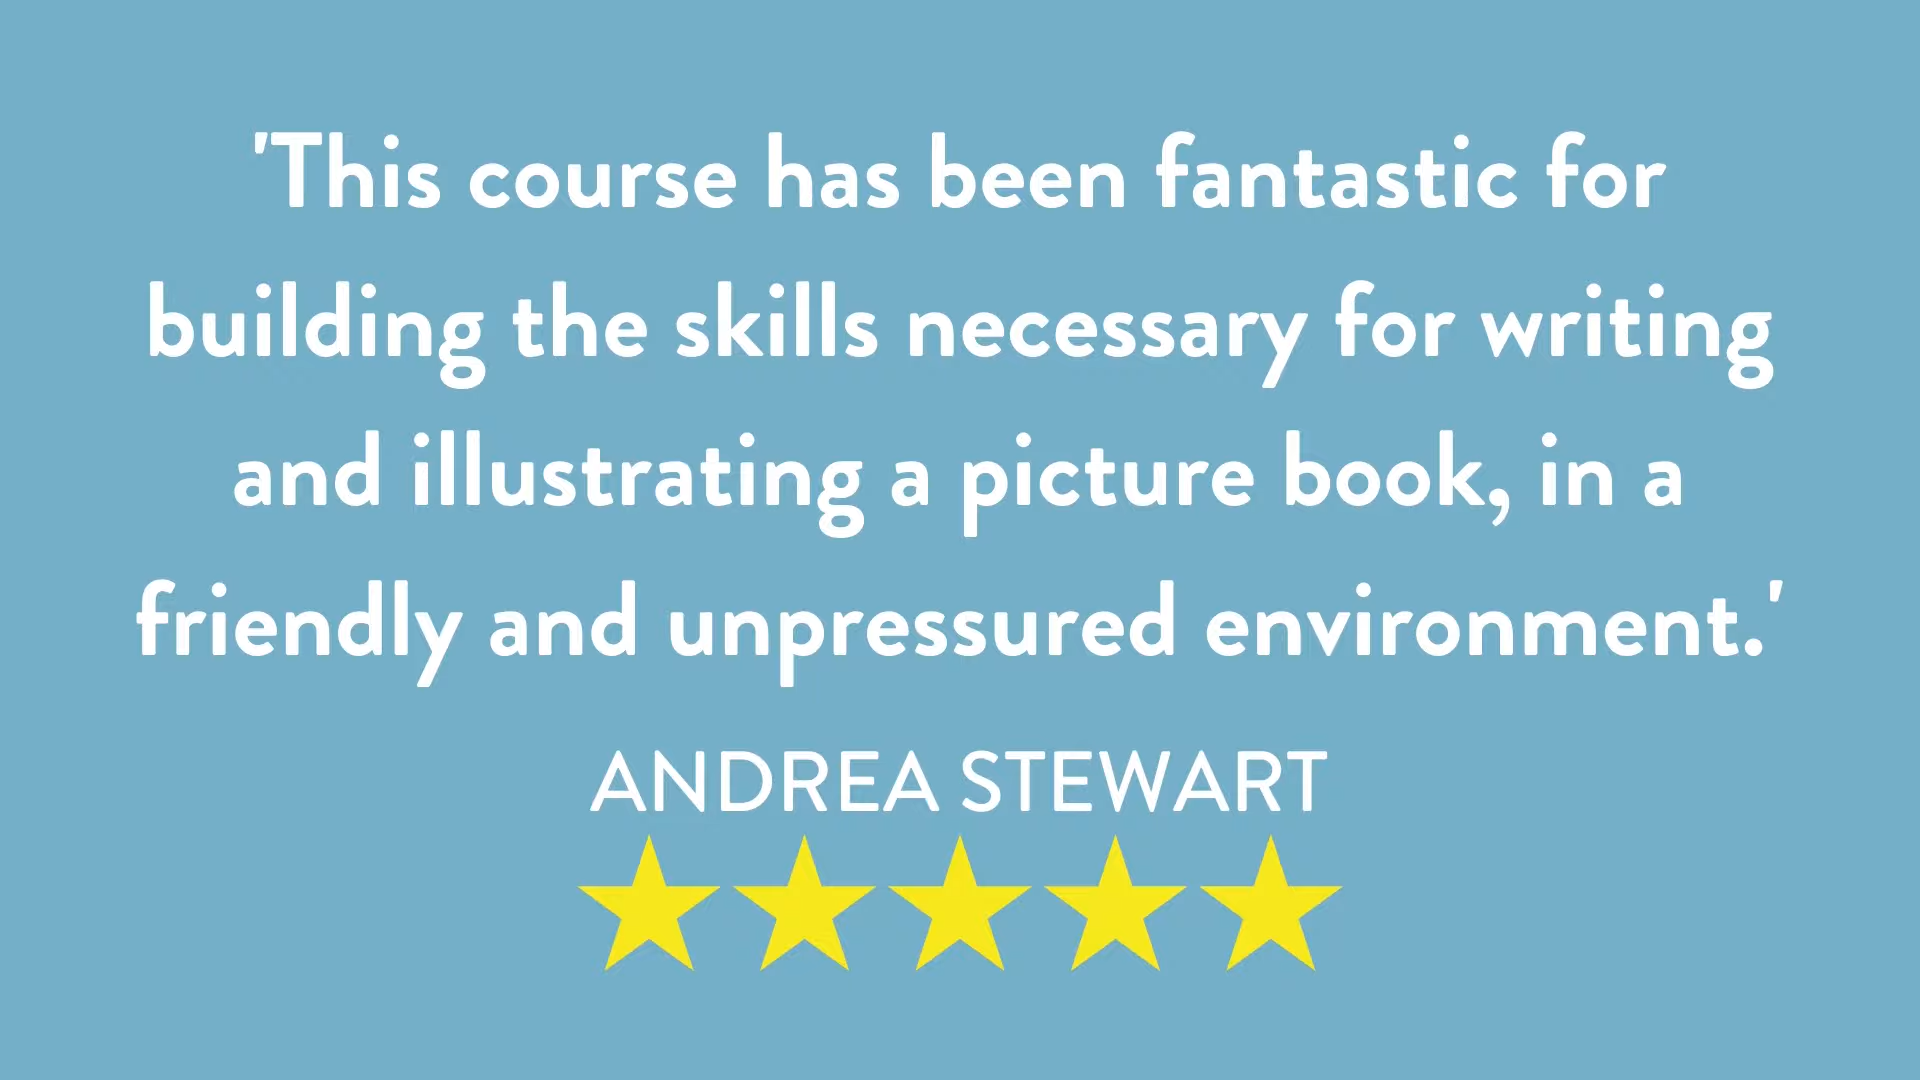 'This course has been fantastic for
building the skills necessary for writing
and illustrating a picture book, in a
friendly and unpressured environment.'
ANDREA STEWART